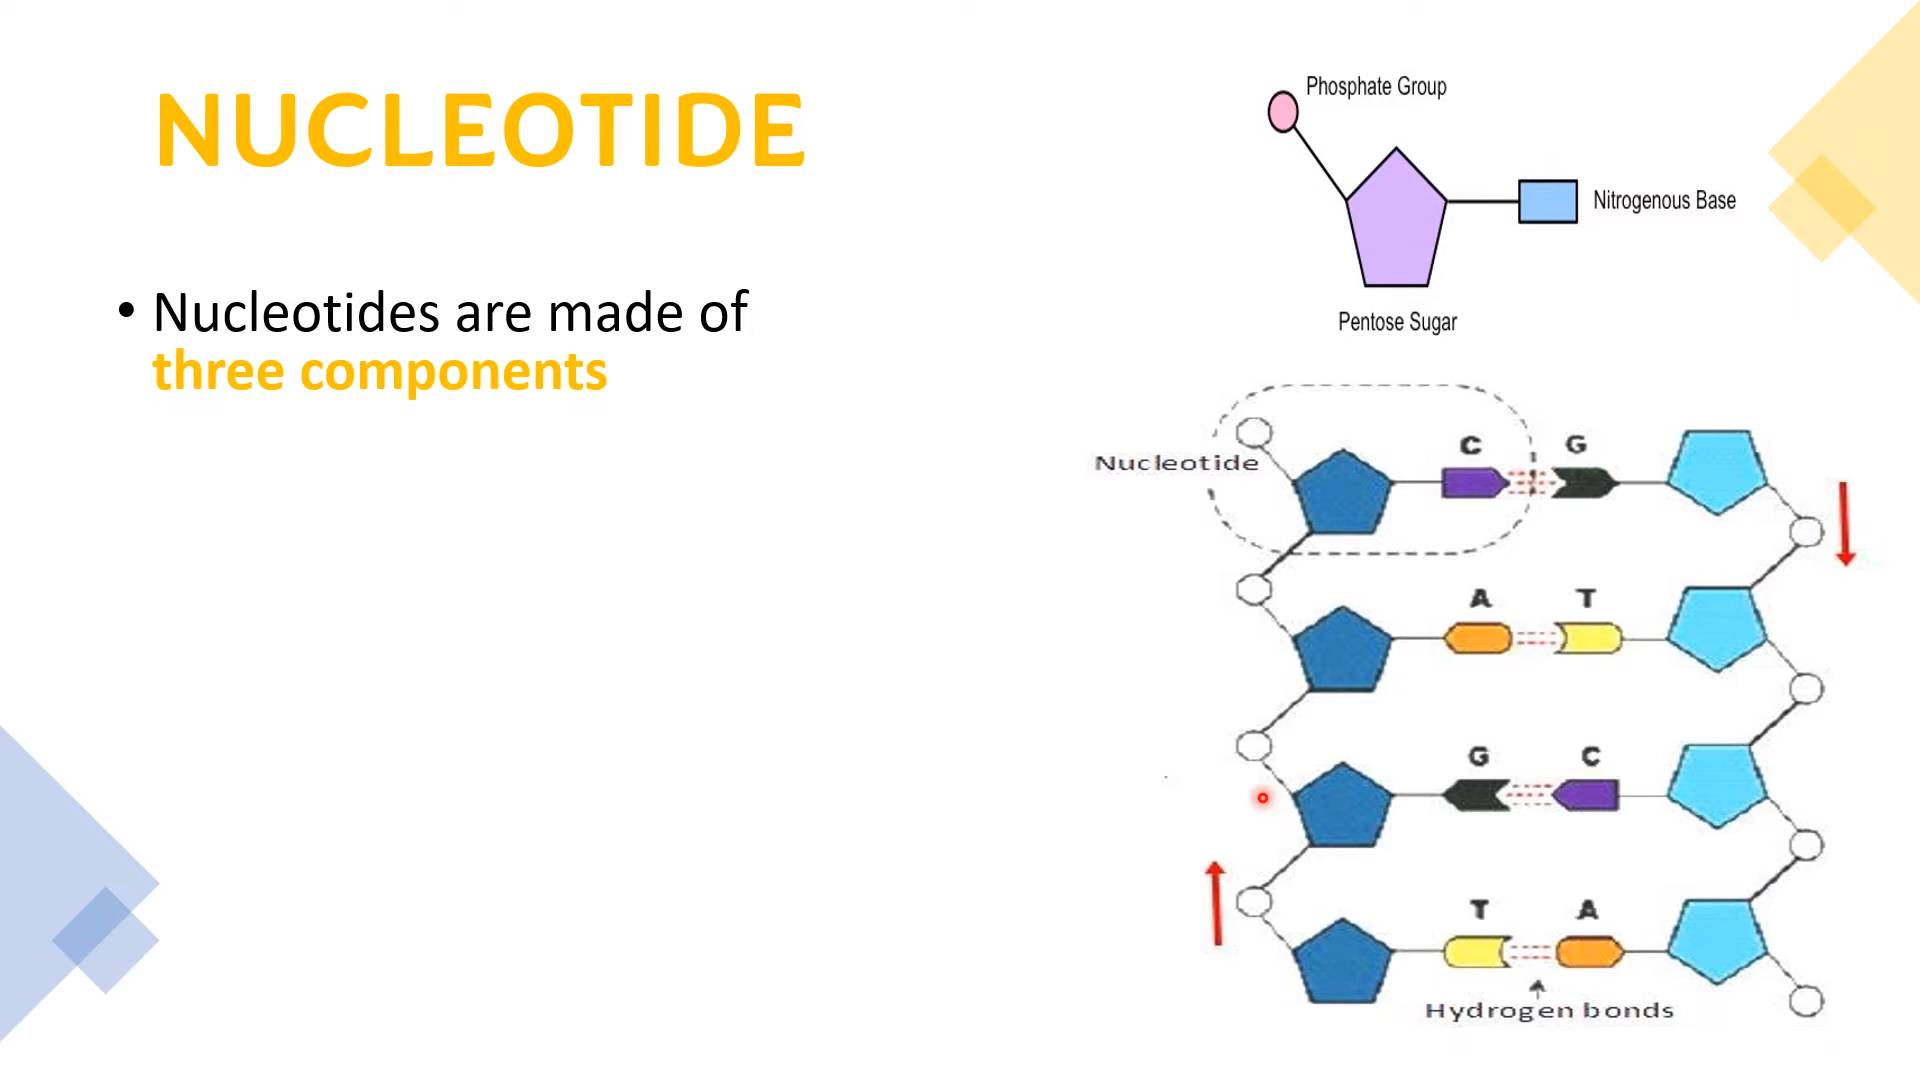 NUCLEOTIDE
• Nucleotides are made of
three components
Phosphate Group
Nitrogenous Base
Pentose Sugar
Nucleotide
C G
A T
G C
T A
Hydrogen bonds